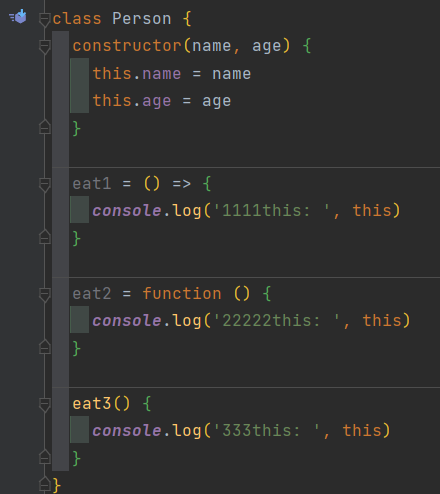 class Person {
constructor(name, age) {
this.name = name
this.age = age
}
eat1 = () => {
console.log('1111this: ', this)
}
eat2 = function () {
console.log('22222this: ', this)
}
eat3() {
console.log('333this: ', this)
}
}